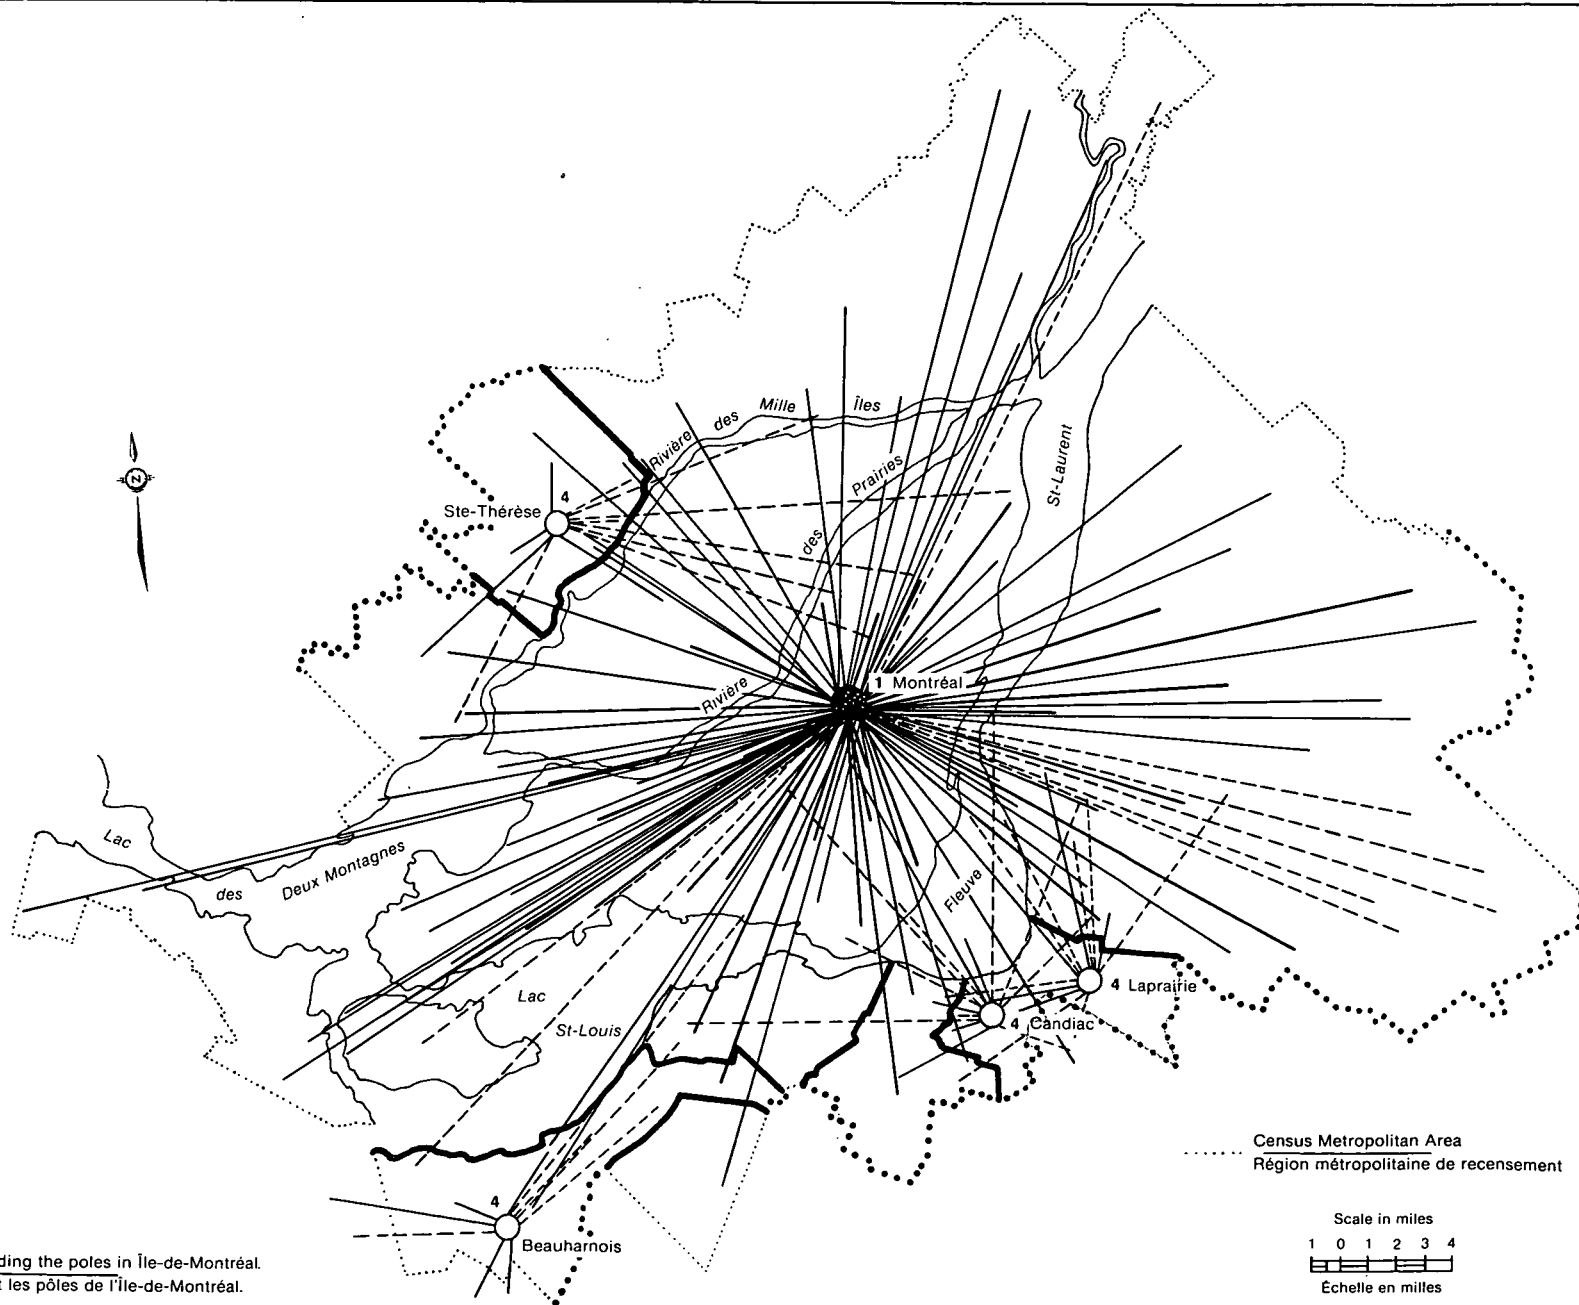 Rivière des Mille Îles
Rivière des Prairies
St-Laurent
N
4
Ste-Thérèse
1 Montréal
Lac des Deux Montagnes
Fleuve
4 Laprairie
4 Candiac
Lac St-Louis
4
Beauharnois
Census Metropolitan Area
Région métropolitaine de recensement
Scale in miles
1 0 1 2 3 4
Échelle en milles
ding the poles in Île-de-Montréal.
les pôles de l'Île-de-Montréal.